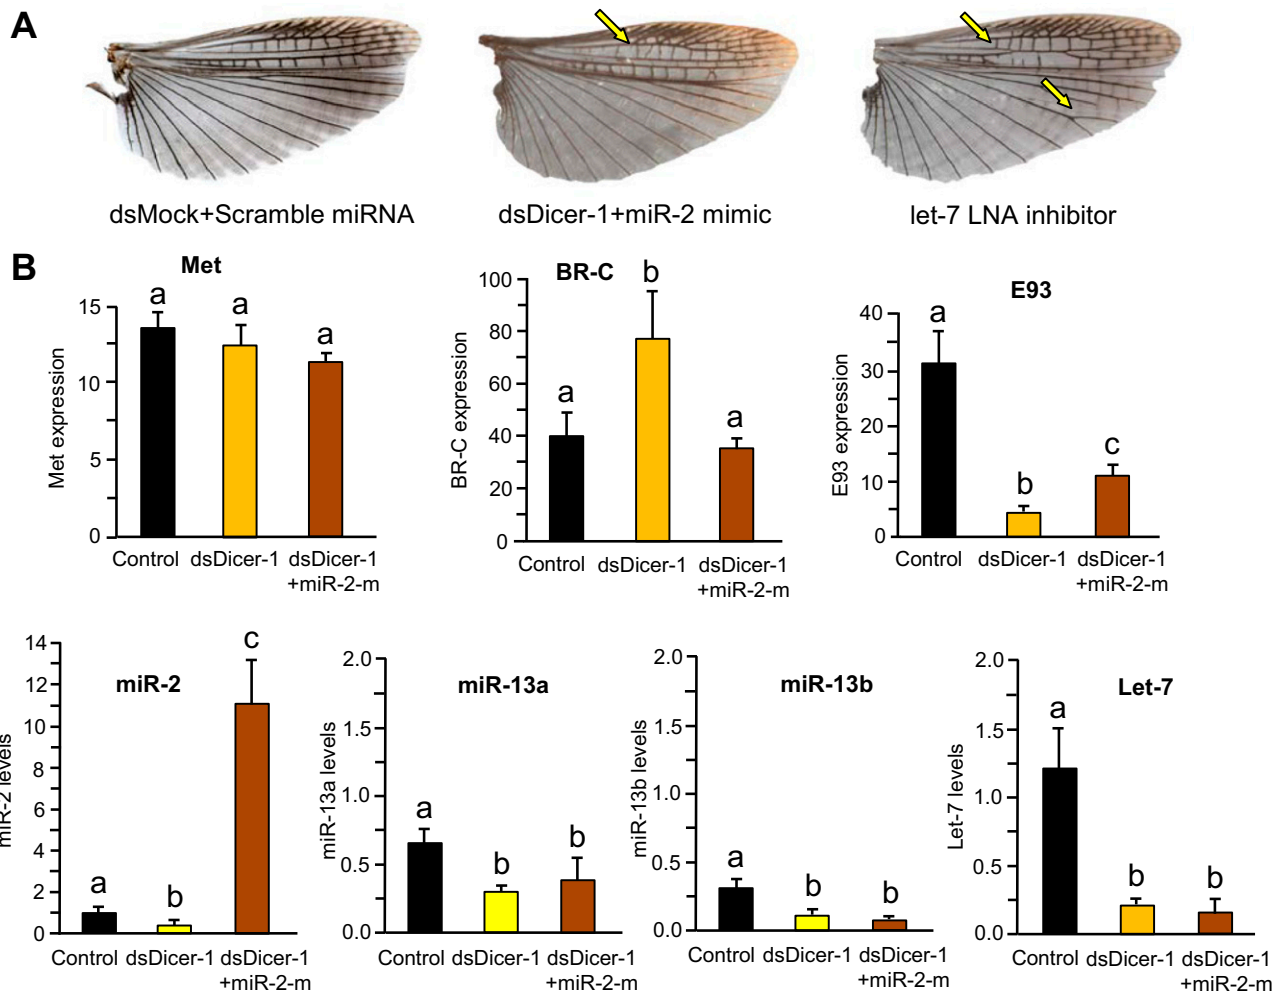 A
dsMock+Scramble miRNA
dsDicer-1+miR-2 mimic
let-7 LNA inhibitor
B
Met
a
a
a
15
10
5
0
Met expression
Control
dsDicer-1
dsDicer-1
+miR-2-m
BR-C
a
b
a
100
80
60
40
20
0
BR-C expression
Control
dsDicer-1
dsDicer-1
+miR-2-m
E93
a
b
c
40
30
20
10
0
E93 expression
Control
dsDicer-1
dsDicer-1
+miR-2-m
miR-2
a
b
c
14
12
10
8
6
4
2
0
miR-2 levels
Control
dsDicer-1
dsDicer-1
+miR-2-m
miR-13a
a
b
b
2.0
1.5
1.0
0.5
0.0
miR-13a levels
Control
dsDicer-1
dsDicer-1
+miR-2-m
miR-13b
a
b
b
2.0
1.5
1.0
0.5
0.0
miR-13b levels
Control
dsDicer-1
dsDicer-1
+miR-2-m
Let-7
a
b
b
2.0
1.5
1.0
0.5
0.0
Let-7 levels
Control
dsDicer-1
dsDicer-1
+miR-2-m